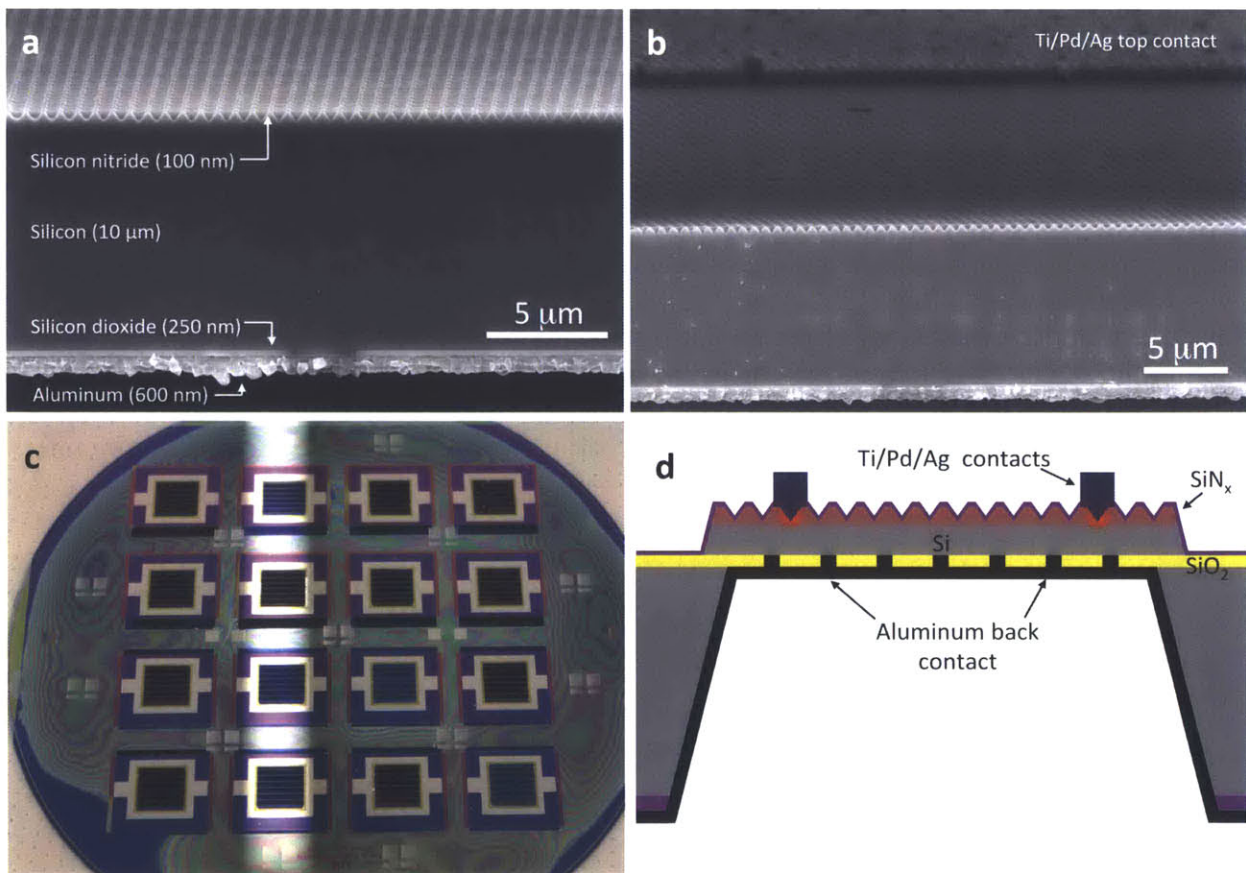 a
Silicon nitride (100 nm)
Silicon (10 μm)
Silicon dioxide (250 nm)
5 μm
Aluminum (600 nm)
b
Ti/Pd/Ag top contact
5 μm
c
d
Ti/Pd/Ag contacts
SiNx
Si
SiO2
Aluminum back
contact